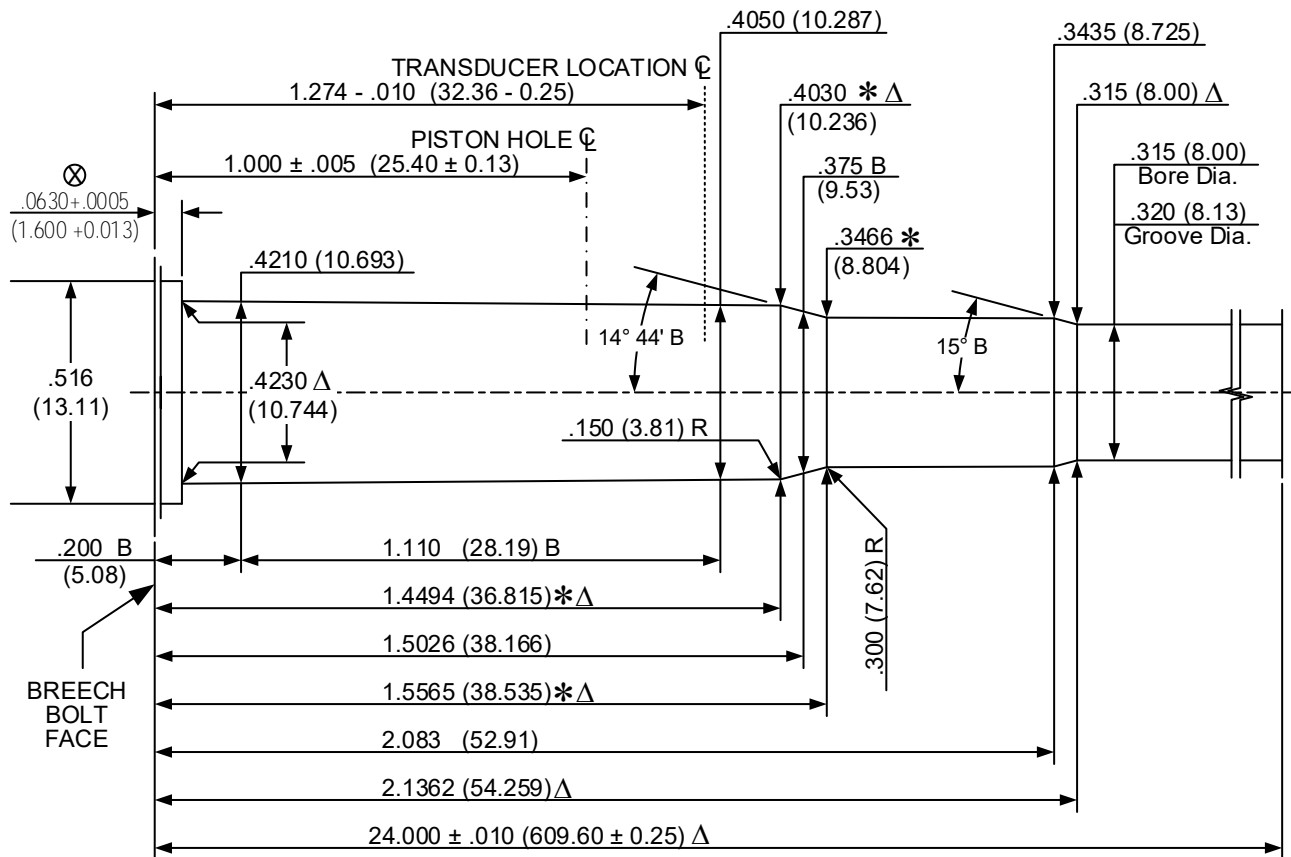 .4050 (10.287)
.3435 (8.725)
TRANSDUCER LOCATION ℄
1.274 - .010 (32.36 - 0.25)
.4030 * Δ
(10.236)
.315 (8.00) Δ
PISTON HOLE ℄
1.000 ± .005 (25.40 ± 0.13)
.375 B
(9.53)
.315 (8.00)
Bore Dia.
⊗
.0630+.0005
(1.600 +0.013)
.320 (8.13)
Groove Dia.
.3466 *
(8.804)
.4210 (10.693)
14° 44' B
15° B
.516
(13.11)
.4230 Δ
(10.744)
.150 (3.81) R
.300 (7.62) R
.200 B
(5.08)
1.110 (28.19) B
1.4494 (36.815)*Δ
1.5026 (38.166)
1.5565 (38.535)*Δ
BREECH
BOLT
FACE
2.083 (52.91)
2.1362 (54.259)Δ
24.000 ± .010 (609.60 ± 0.25) Δ